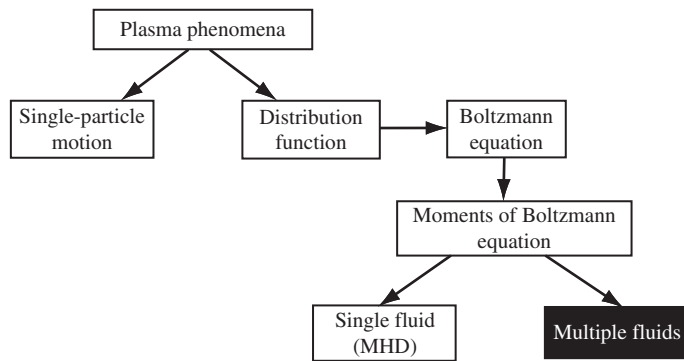 Plasma phenomena
Single-particle
motion
Distribution
function
Boltzmann
equation
Moments of Boltzmann
equation
Single fluid
(MHD)
Multiple fluids